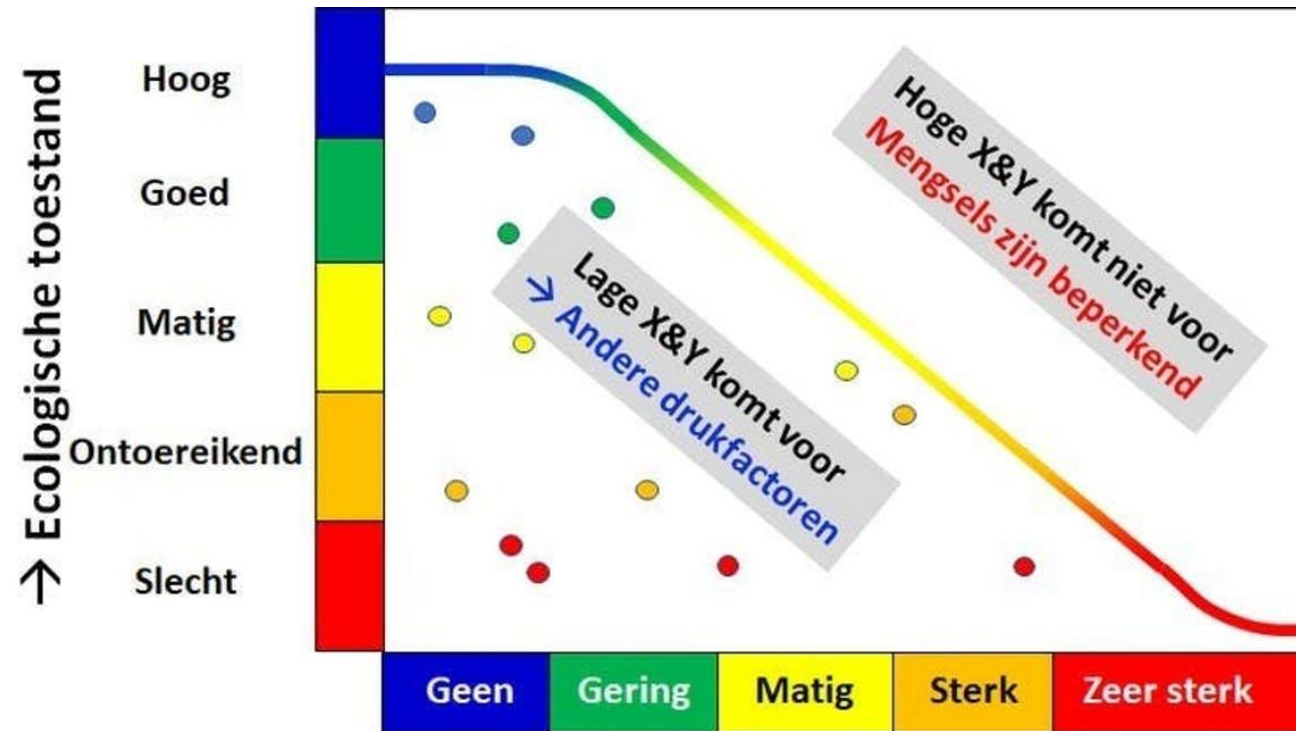 → Ecologische toestand
Hoog
Goed
Matig
Ontoereikend
Slecht
Hoge X&Y komt niet voor
Mengsels zijn beperkend
Lage X&Y komt voor
→ Andere drukfactoren
Geen
Gering
Matig
Sterk
Zeer sterk